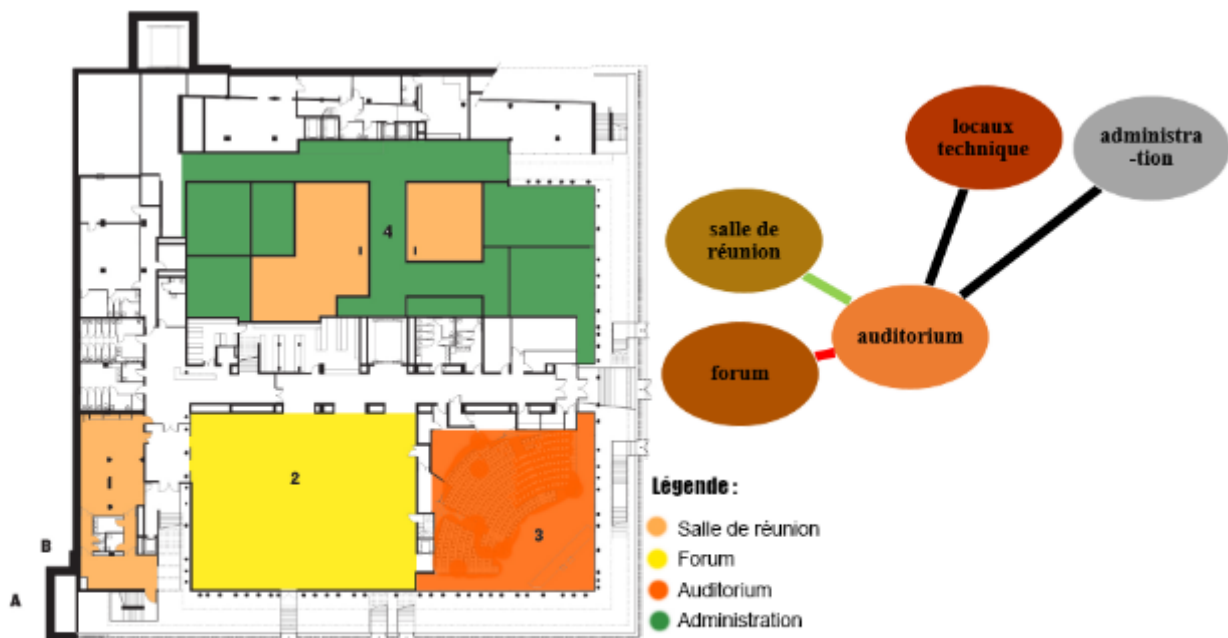 locaux
technique
administra
-tion
salle de
réunion
4
auditorium
forum
2
3
B
A
Légende :
Salle de réunion
Forum
Auditorium
Administration